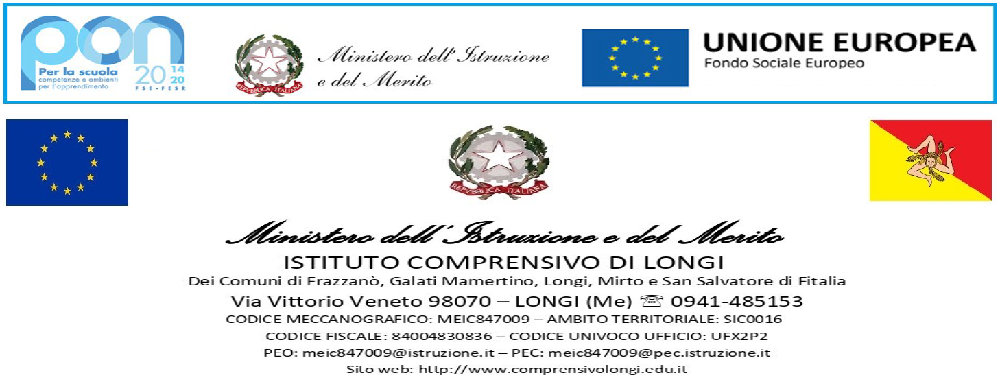 pon
Per la scuola
competenze e ambienti
per l'apprendimento
2014
20
FSE-FESR
REPVBBLICA ITALIANA
Ministero dell'Istruzione
e del Merito
UNIONE EUROPEA
Fondo Sociale Europeo
REPVBBLICA ITALIANA
Ministero dell'Istruzione e del Merito
ISTITUTO COMPRENSIVO DI LONGI
Dei Comuni di Frazzanò, Galati Mamertino, Longi, Mirto e San Salvatore di Fitalia
Via Vittorio Veneto 98070 – LONGI (Me) ☏ 0941-485153
CODICE MECCANOGRAFICO: MEIC847009 – AMBITO TERRITORIALE: SIC0016
CODICE FISCALE: 84004830836 – CODICE UNIVOCO UFFICIO: UFX2P2
PEO: meic847009@istruzione.it – PEC: meic847009@pec.istruzione.it
Sito web: http://www.comprensivolongi.edu.it